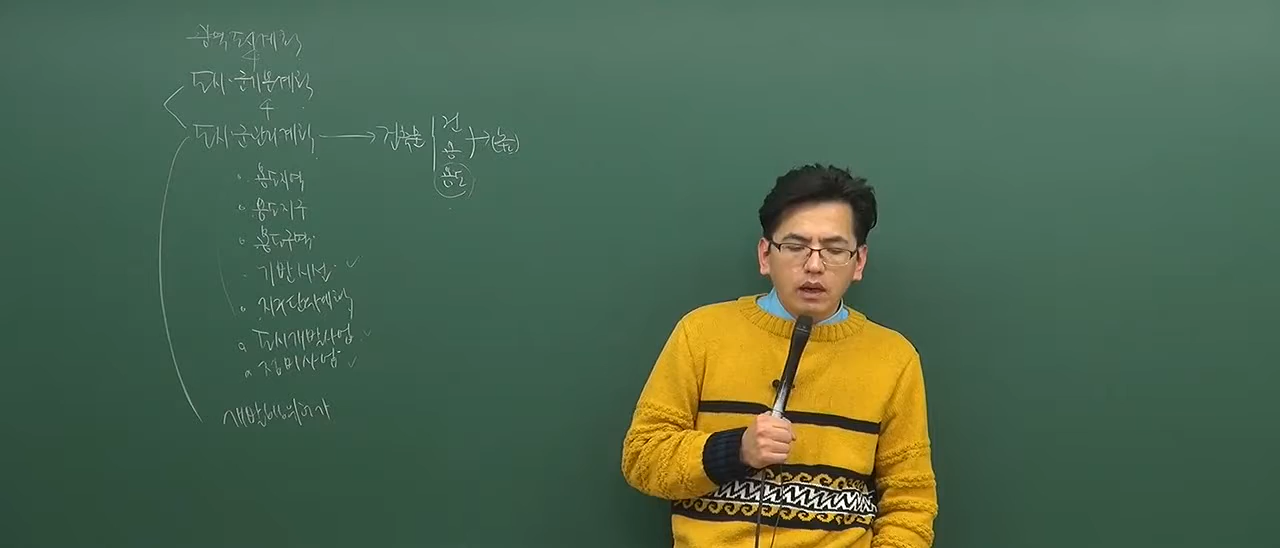 광역도시계획
도시·군기본계획
도시·군관리계획 → 건축물 건 용 용도 →
용도지역
용도지구
용도구역
기반시설
지구단위계획
도시개발사업
정비사업
개발행위허가